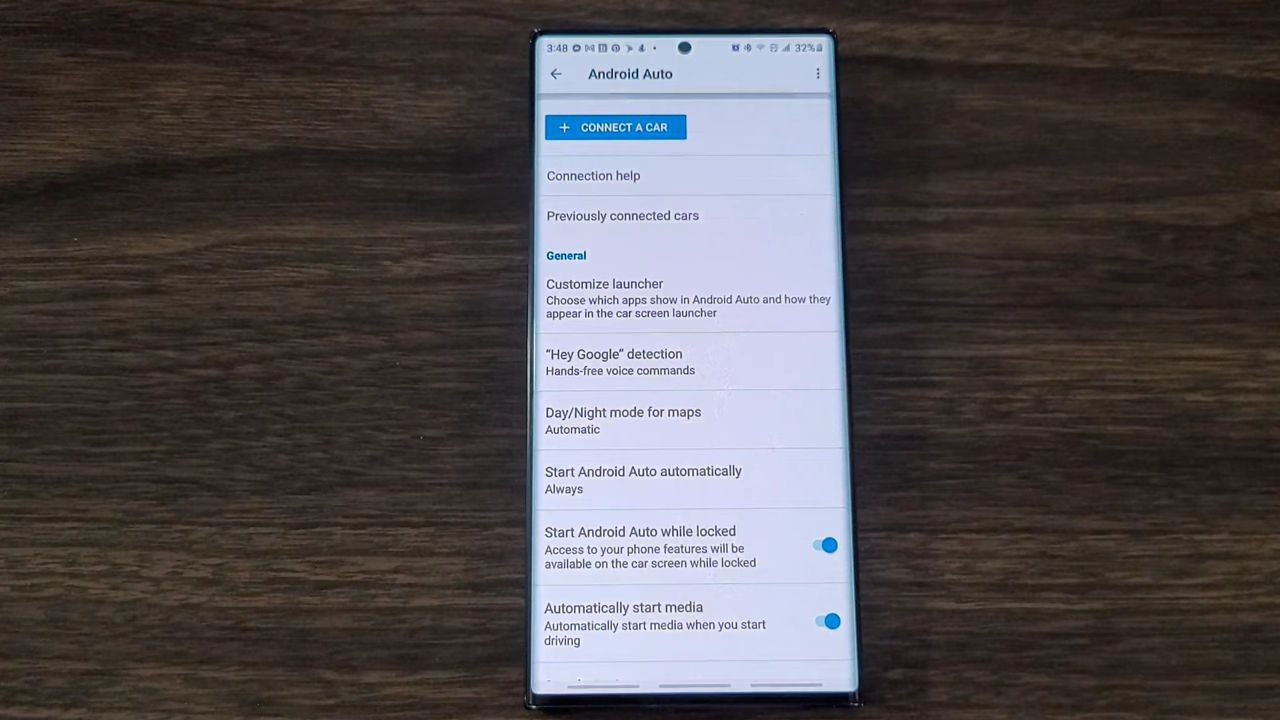 3:48 32%
Android Auto
+ CONNECT A CAR
Connection help
Previously connected cars
General
Customize launcher
Choose which apps show in Android Auto and how they
appear in the car screen launcher
“Hey Google” detection
Hands-free voice commands
Day/Night mode for maps
Automatic
Start Android Auto automatically
Always
Start Android Auto while locked
Access to your phone features will be
available on the car screen while locked
Automatically start media
Automatically start media when you start
driving